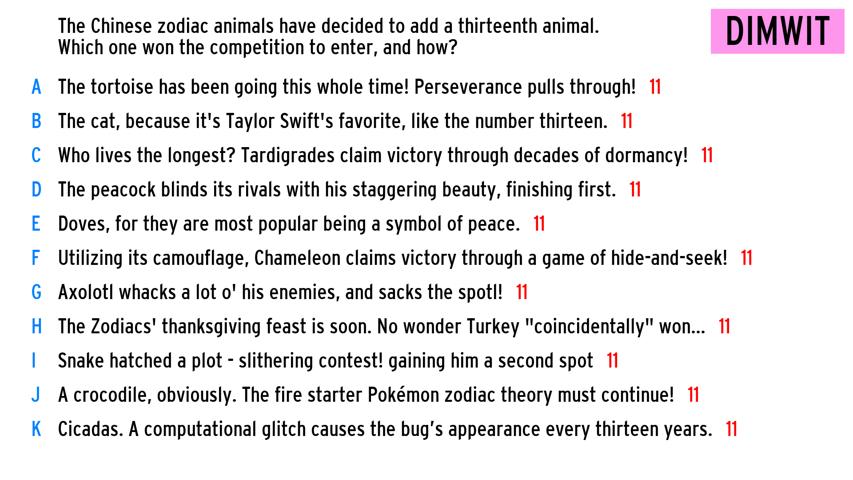 The Chinese zodiac animals have decided to add a thirteenth animal.
Which one won the competition to enter, and how?
DIMWIT
A The tortoise has been going this whole time! Perseverance pulls through! 11
B The cat, because it's Taylor Swift's favorite, like the number thirteen. 11
C Who lives the longest? Tardigrades claim victory through decades of dormancy! 11
D The peacock blinds its rivals with his staggering beauty, finishing first. 11
E Doves, for they are most popular being a symbol of peace. 11
F Utilizing its camouflage, Chameleon claims victory through a game of hide-and-seek! 11
G Axolotl whacks a lot o' his enemies, and sacks the spotl! 11
H The Zodiacs' thanksgiving feast is soon. No wonder Turkey "coincidentally" won... 11
I Snake hatched a plot - slithering contest! gaining him a second spot 11
J A crocodile, obviously. The fire starter Pokémon zodiac theory must continue! 11
K Cicadas. A computational glitch causes the bug’s appearance every thirteen years. 11